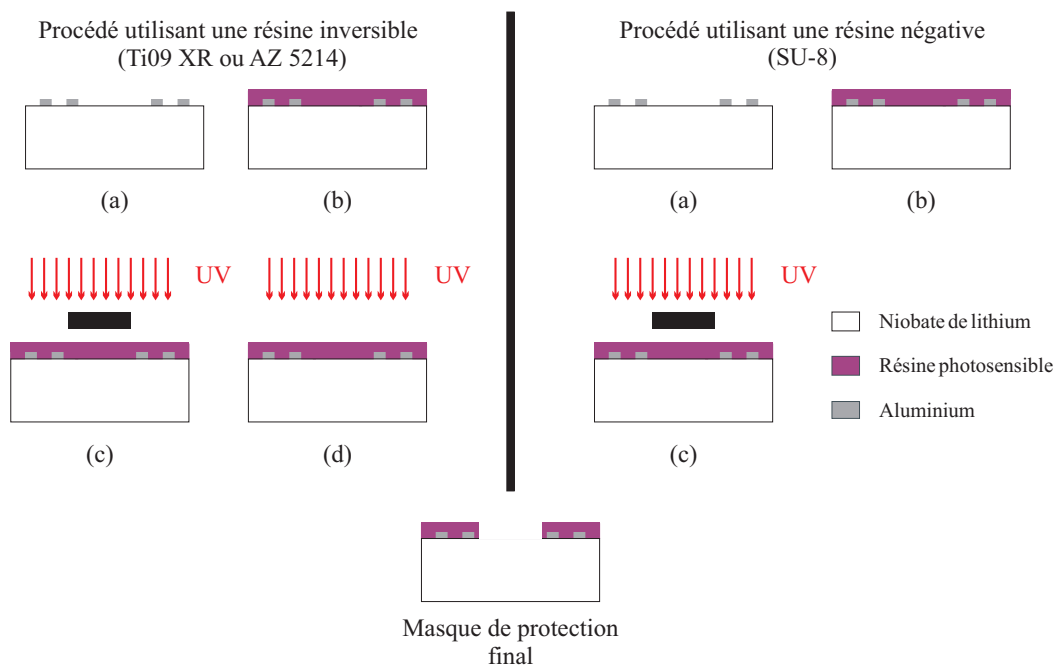 Procédé utilisant une résine inversible
(Ti09 XR ou AZ 5214)
(a)
(b)
UV
UV
(c)
(d)
Procédé utilisant une résine négative
(SU-8)
(a)
(b)
UV
(c)
Niobate de lithium
Résine photosensible
Aluminium
Masque de protection
final